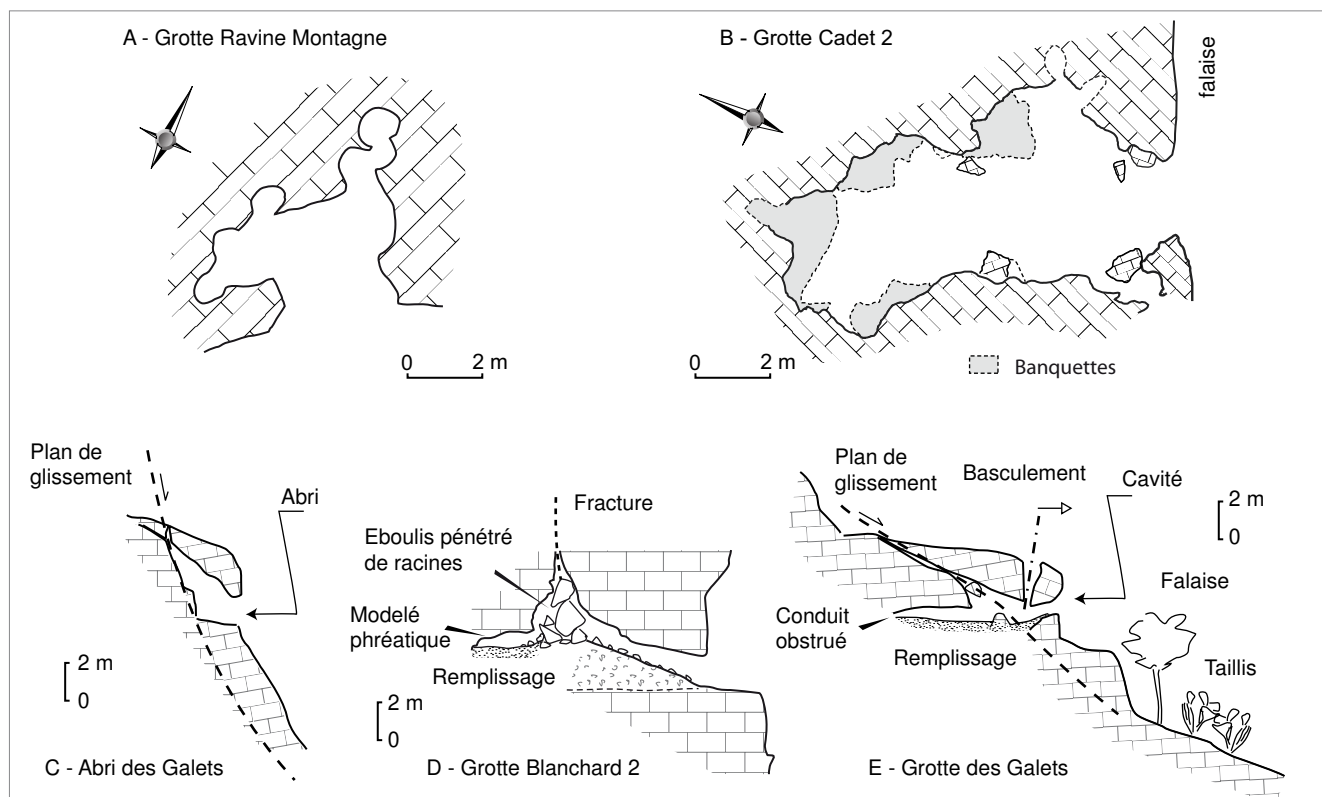 A - Grotte Ravine Montagne
B - Grotte Cadet 2
falaise
0 2 m
0 2 m
Banquettes
Plan de
glissement
Abri
2 m
0
C - Abri des Galets
Fracture
Eboulis pénétré
de racines
Modelé
phréatique
Remplissage
2 m
0
D - Grotte Blanchard 2
Plan de
glissement
Basculement
Cavité
2 m
0
Falaise
Conduit
obstrué
Remplissage
Taillis
E - Grotte des Galets